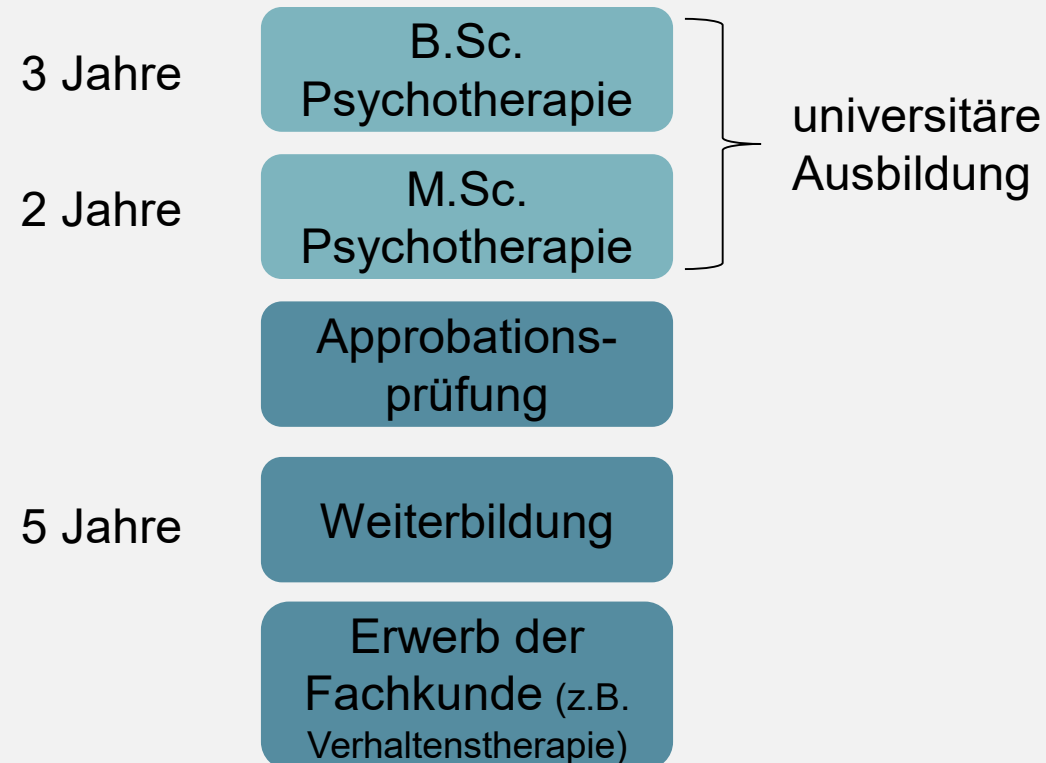 3 Jahre
B.Sc.
Psychotherapie
universitäre
Ausbildung
2 Jahre
M.Sc.
Psychotherapie
Approbations-
prüfung
5 Jahre
Weiterbildung
Erwerb der
Fachkunde (z.B.
Verhaltenstherapie)